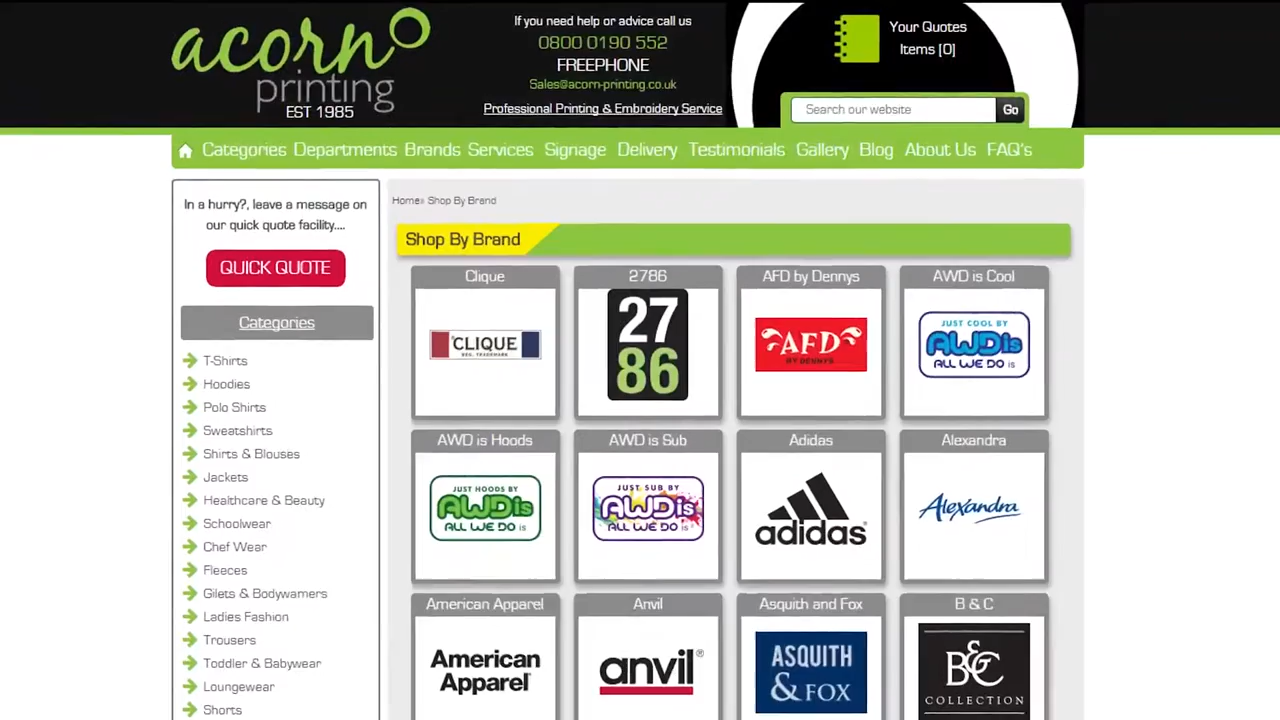 acorn
printing
EST 1985
If you need help or advice call us
0800 0190 552
FREEPHONE
Sales@acorn-printing.co.uk
Professional Printing & Embroidery Service
Your Quotes
Items [0]
Search our website
Go
Categories Departments Brands Services Signage Delivery Testimonials Gallery Blog About Us FAQ's
In a hurry?, leave a message on
our quick quote facility....
QUICK QUOTE
Categories
T-Shirts
Hoodies
Polo Shirts
Sweatshirts
Shirts & Blouses
Jackets
Healthcare & Beauty
Schoolwear
Chef Wear
Fleeces
Gilets & Bodywamers
Ladies Fashion
Trousers
Toddler & Babywear
Loungewear
Shorts
Home» Shop By Brand
Shop By Brand
Clique
CLIQUE
REG. TRADEMARK
2786
27
86
AFD by Dennys
AFD
BY DENNYS
AWD is Cool
JUST COOL BY
AWDis
ALL WE DO is
AWD is Hoods
JUST HOODS BY
AWDis
ALL WE DO is
AWD is Sub
JUST SUB BY
AWDis
ALL WE DO is
Adidas
adidas®
Alexandra
Alexandra
American Apparel
American
Apparel®
Anvil
anvil®
Asquith and Fox
ASQUITH
& FOX
B & C
B&C
COLLECTION